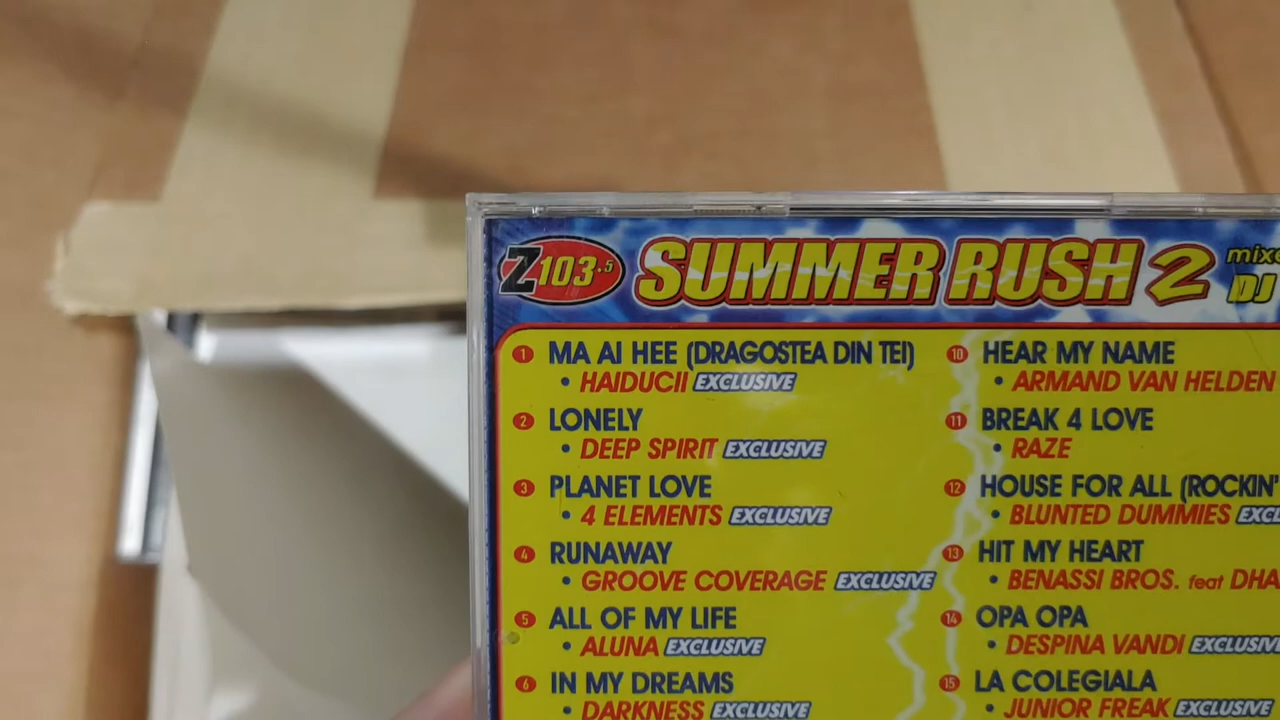 Z103.5 SUMMER RUSH 2
DJ
1 MA AI HEE (DRAGOSTEA DIN TEI)
• HAIDUCII EXCLUSIVE
2 LONELY
• DEEP SPIRIT EXCLUSIVE
3 PLANET LOVE
• 4 ELEMENTS EXCLUSIVE
4 RUNAWAY
• GROOVE COVERAGE EXCLUSIVE
5 ALL OF MY LIFE
• ALUNA EXCLUSIVE
6 IN MY DREAMS
• DARKNESS EXCLUSIVE
10 HEAR MY NAME
• ARMAND VAN HELDEN
11 BREAK 4 LOVE
• RAZE
12 HOUSE FOR ALL (ROCKIN'
• BLUNTED DUMMIES
13 HIT MY HEART
• BENASSI BROS. feat
14 OPA OPA
• DESPINA VANDI EXCLUSIVE
15 LA COLEGIALA
• JUNIOR FREAK EXCLUSIVE